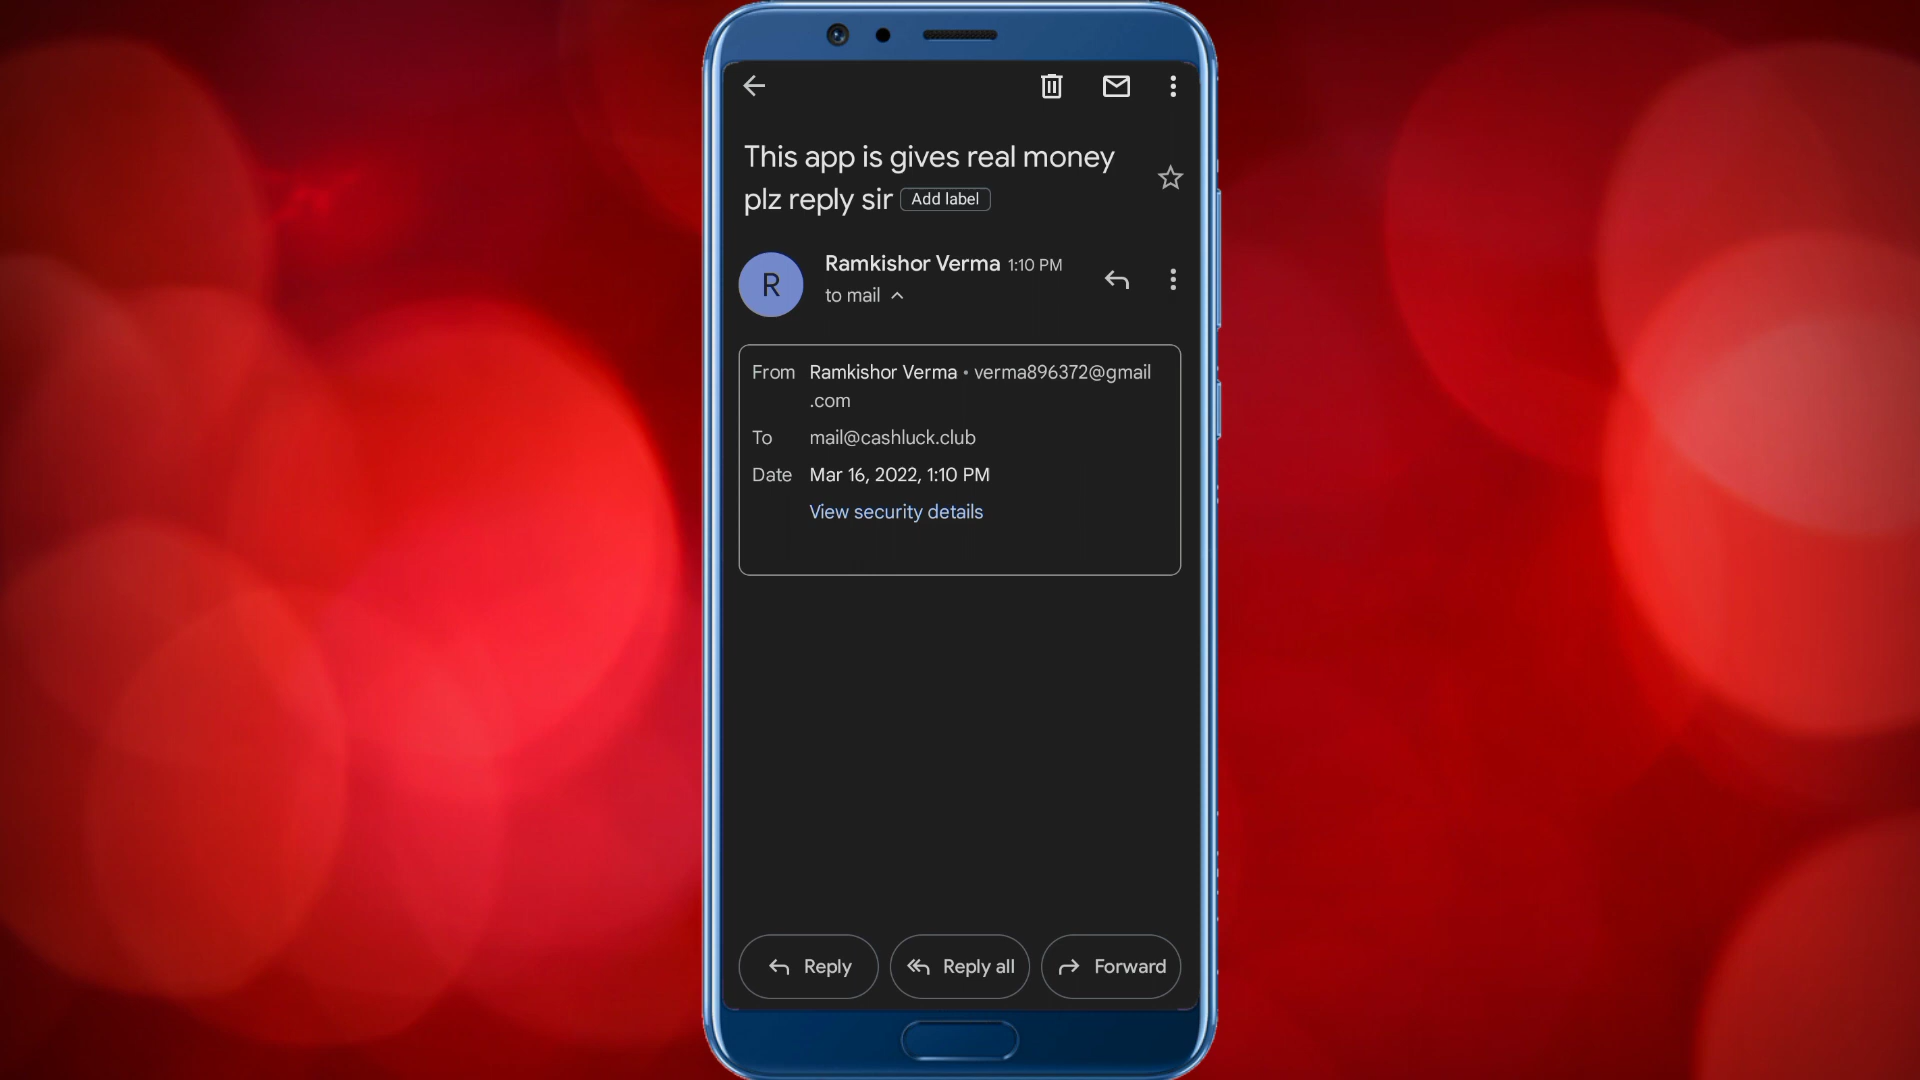 This app is gives real money
plz reply sir Add label
R
Ramkishor Verma 1:10 PM
to mail
From Ramkishor Verma • verma896372@gmail
.com
To mail@cashluck.club
Date Mar 16, 2022, 1:10 PM
View security details
Reply Reply all Forward